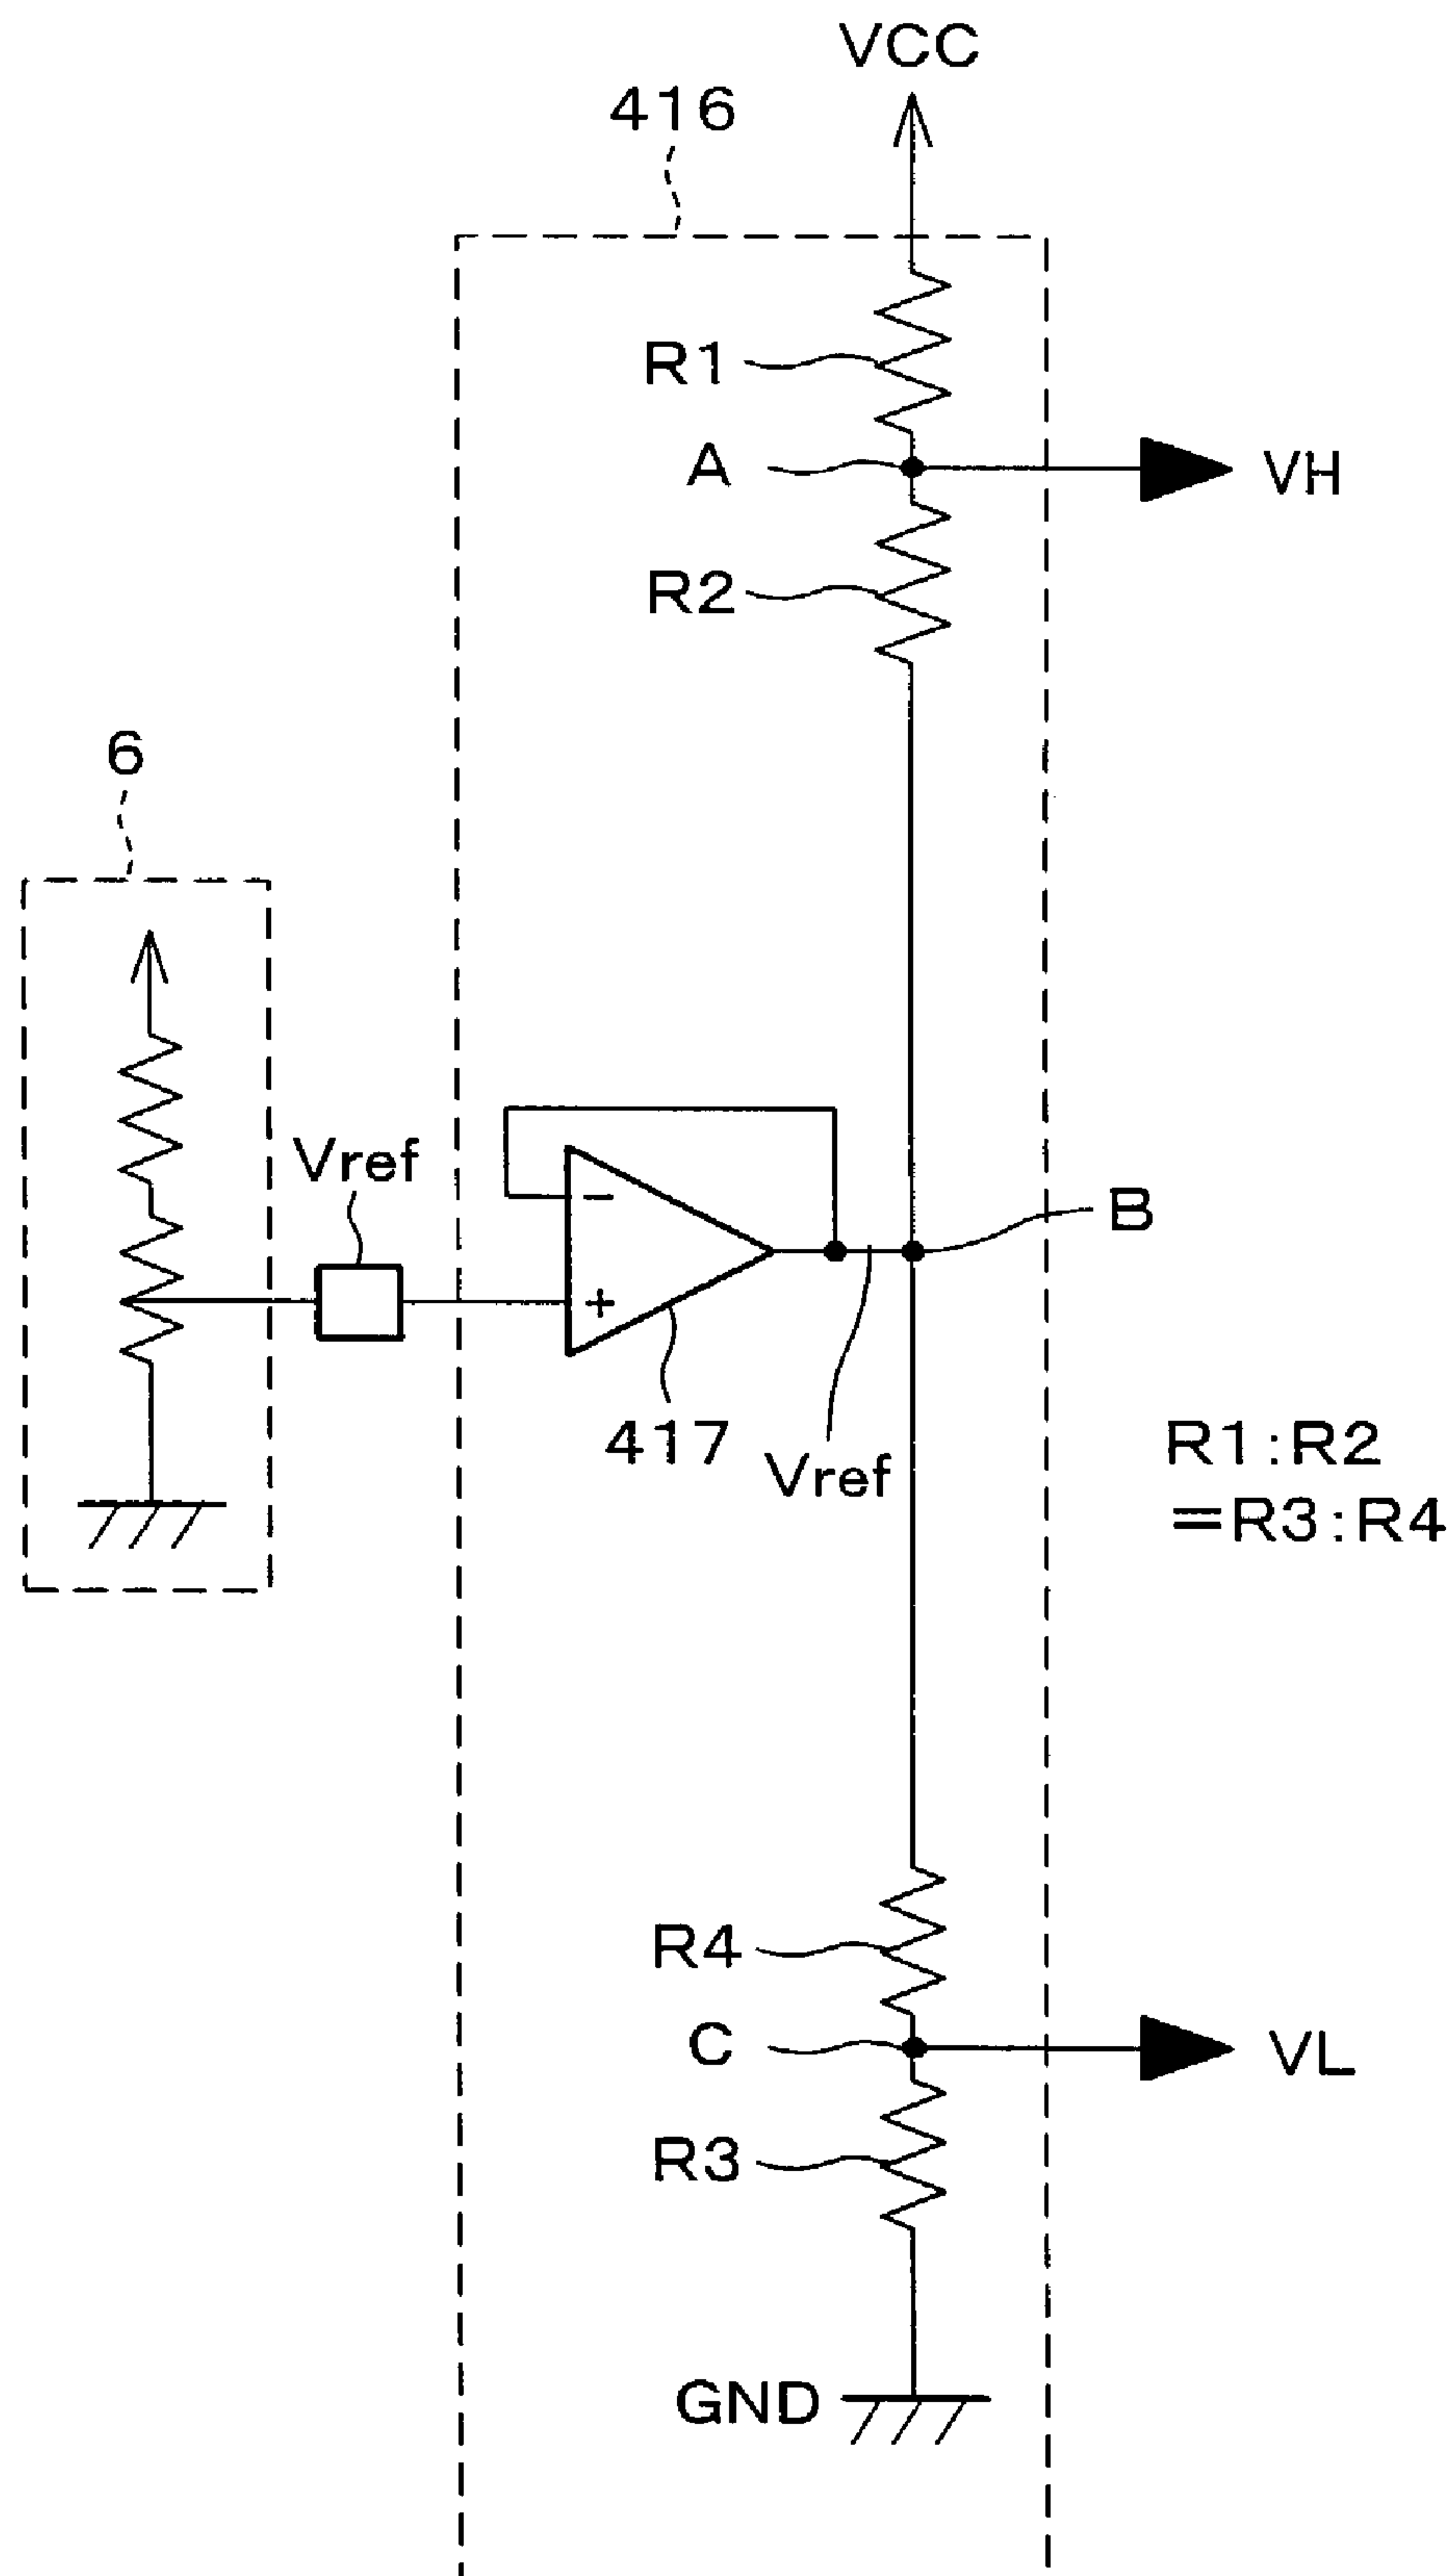 VCC
416
R1
A
VH
R2
6
Vref
−
B
+
417
Vref
R1:R2
=R3:R4
R4
C
VL
R3
GND